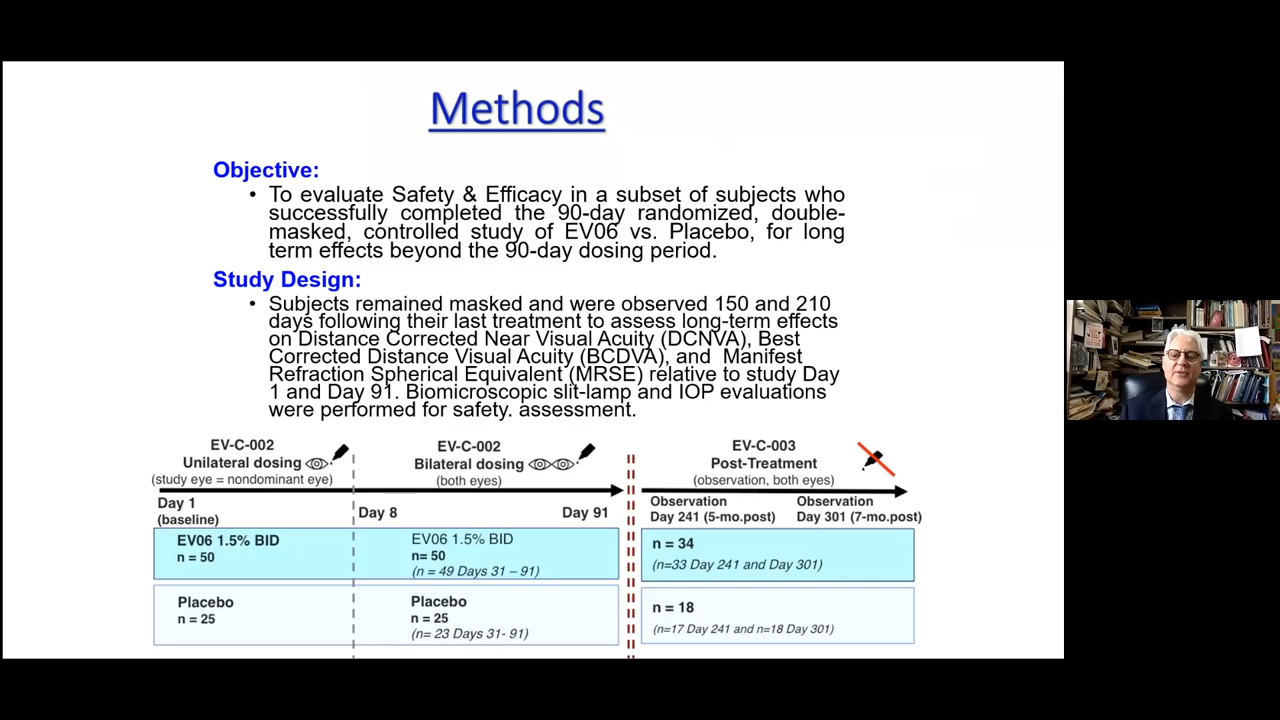 Methods
Objective:
• To evaluate Safety & Efficacy in a subset of subjects who
successfully completed the 90-day randomized, double-
masked, controlled study of EV06 vs. Placebo, for long
term effects beyond the 90-day dosing period.
Study Design:
• Subjects remained masked and were observed 150 and 210
days following their last treatment to assess long-term effects
on Distance Corrected Near Visual Acuity (DCNVA), Best
Corrected Distance Visual Acuity (BCDVA), and Manifest
Refraction Spherical Equivalent (MRSE) relative to study Day
1 and Day 91. Biomicroscopic slit-lamp and IOP evaluations
were performed for safety. assessment.
EV-C-002
Unilateral dosing
(study eye = nondominant eye)
EV-C-002
Bilateral dosing
(both eyes)
EV-C-003
Post-Treatment
(observation, both eyes)
Day 1
(baseline)
Day 8
Day 91
Observation
Day 241 (5-mo.post)
Observation
Day 301 (7-mo.post)
EV06 1.5% BID
n = 50
EV06 1.5% BID
n= 50
(n = 49 Days 31 – 91)
n = 34
(n=33 Day 241 and Day 301)
Placebo
n = 25
Placebo
n = 25
(n= 23 Days 31- 91)
n = 18
(n=17 Day 241 and n=18 Day 301)